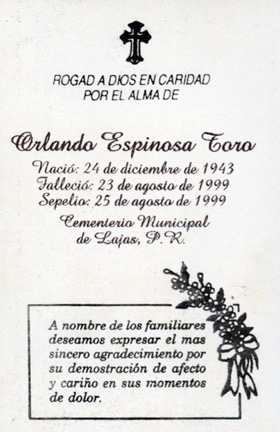 ROGAD A DIOS EN CARIDAD
POR EL ALMA DE
Orlando Espinosa Toro
Nació: 24 de diciembre de 1943
Falleció: 23 de agosto de 1999
Sepelio: 25 de agosto de 1999
Cementerio Municipal
de Lajas, P.R.
A nombre de los familiares
deseamos expresar el mas
sincero agradecimiento por
su demostración de afecto
y cariño en sus momentos
de dolor.